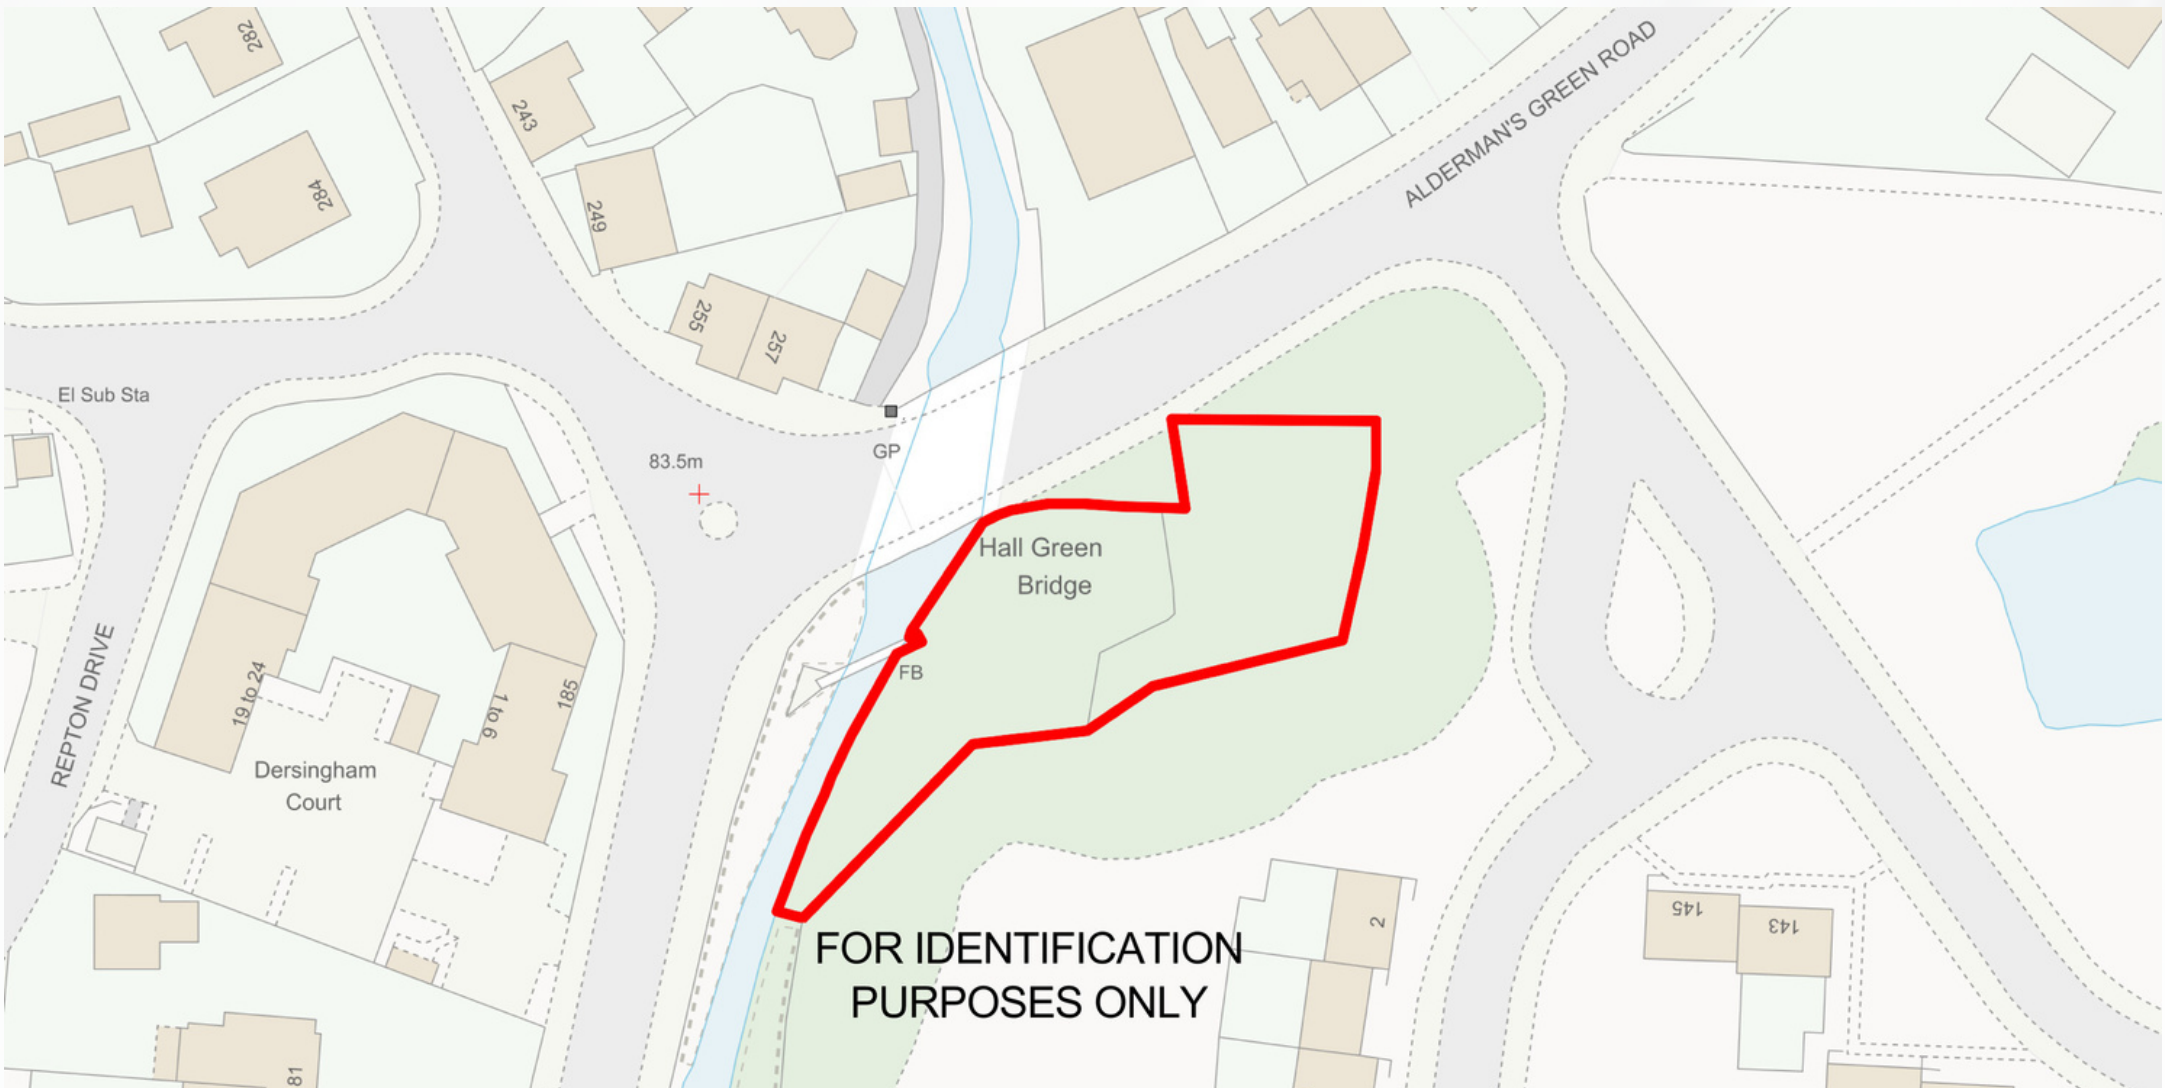 282
243
284
249
255
257
ALDERMAN'S GREEN ROAD
El Sub Sta
GP
83.5m
Hall Green
Bridge
FB
REPTON DRIVE
19 to 24
1 to 6
185
Dersingham
Court
2
145
143
81
FOR IDENTIFICATION
PURPOSES ONLY